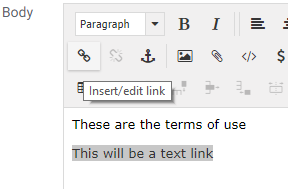 Body
Paragraph B I
</> $
Insert/edit link
These are the terms of use
This will be a text link